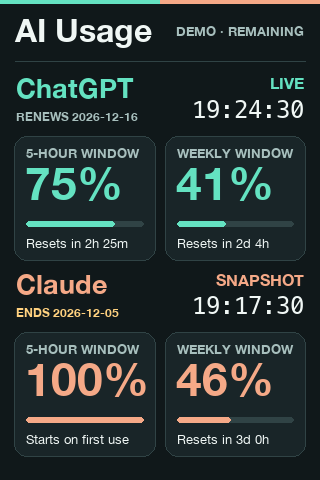 AI Usage DEMO · REMAINING
ChatGPT LIVE
RENEWS 2026-12-16 19:24:30
5-HOUR WINDOW WEEKLY WINDOW
75% 41%
Resets in 2h 25m Resets in 2d 4h
Claude SNAPSHOT
ENDS 2026-12-05 19:17:30
5-HOUR WINDOW WEEKLY WINDOW
100% 46%
Starts on first use Resets in 3d 0h